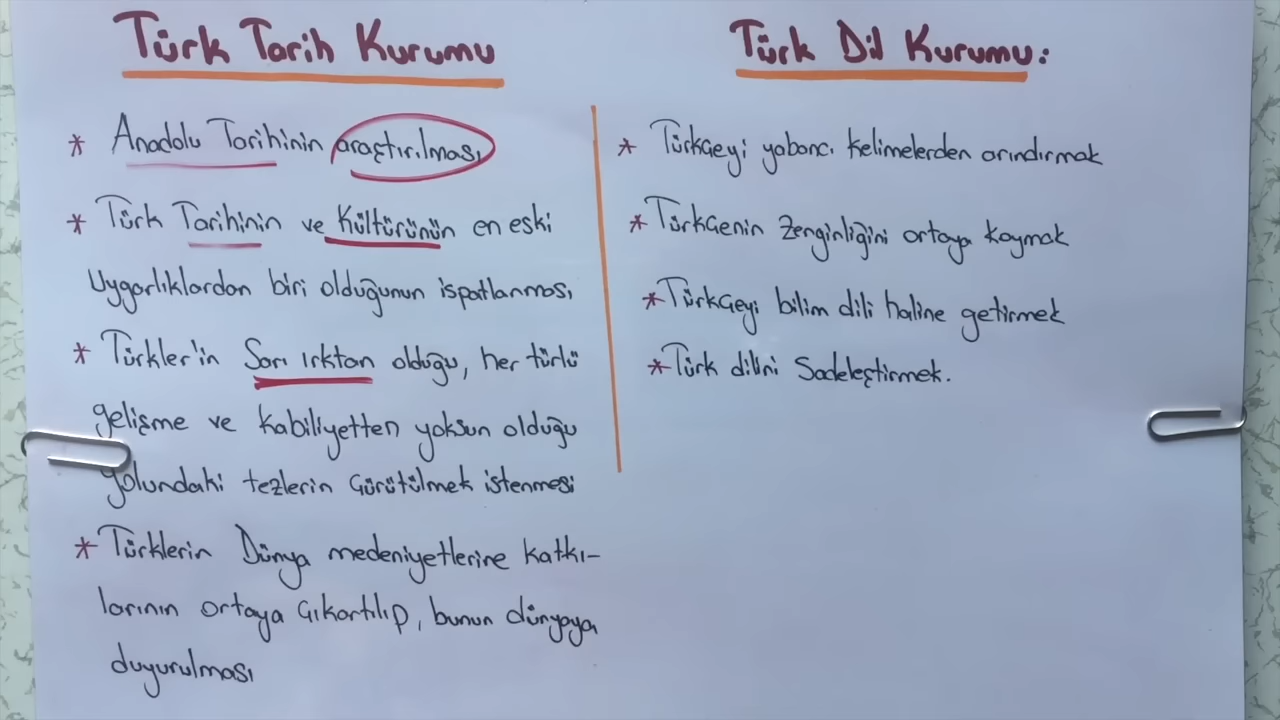 Türk Tarih Kurumu
* Anadolu Tarihinin araştırılması
* Türk Tarihinin ve Kültürünün en eski
Uygarlıklardan biri olduğunun ispatlanması
* Türkler'in Sarı ırktan olduğu, her türlü
gelişme ve kabiliyetten yoksun olduğu
yolundaki tezlerin çürütülmek istenmesi
* Türklerin Dünya medeniyetlerine katkı-
larının ortaya çıkartılıp, bunun dünyaya
duyurulması
Türk Dil Kurumu:
* Türkçeyi yabancı kelimelerden arındırmak
* Türkçenin zenginliğini ortaya koymak
* Türkçeyi bilim dili haline getirmek
* Türk dilini Sadeleştirmek.